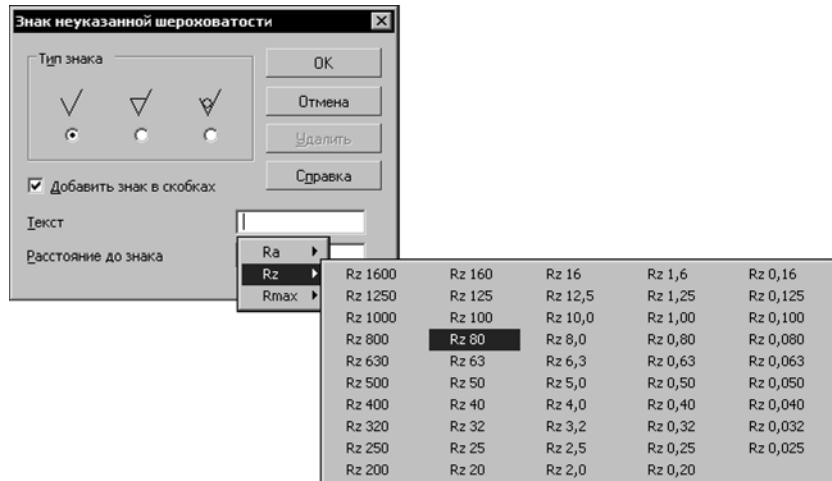 Знак неуказанной шероховатости
Тип знака
OK
Отмена
Удалить
Справка
Добавить знак в скобках
Текст
Расстояние до знака
Ra
Rz
Rmax
Rz 1600 Rz 160 Rz 16 Rz 1,6 Rz 0,16
Rz 1250 Rz 125 Rz 12,5 Rz 1,25 Rz 0,125
Rz 1000 Rz 100 Rz 10,0 Rz 1,00 Rz 0,100
Rz 800 Rz 80 Rz 8,0 Rz 0,80 Rz 0,080
Rz 630 Rz 63 Rz 6,3 Rz 0,63 Rz 0,063
Rz 500 Rz 50 Rz 5,0 Rz 0,50 Rz 0,050
Rz 400 Rz 40 Rz 4,0 Rz 0,40 Rz 0,040
Rz 320 Rz 32 Rz 3,2 Rz 0,32 Rz 0,032
Rz 250 Rz 25 Rz 2,5 Rz 0,25 Rz 0,025
Rz 200 Rz 20 Rz 2,0 Rz 0,20